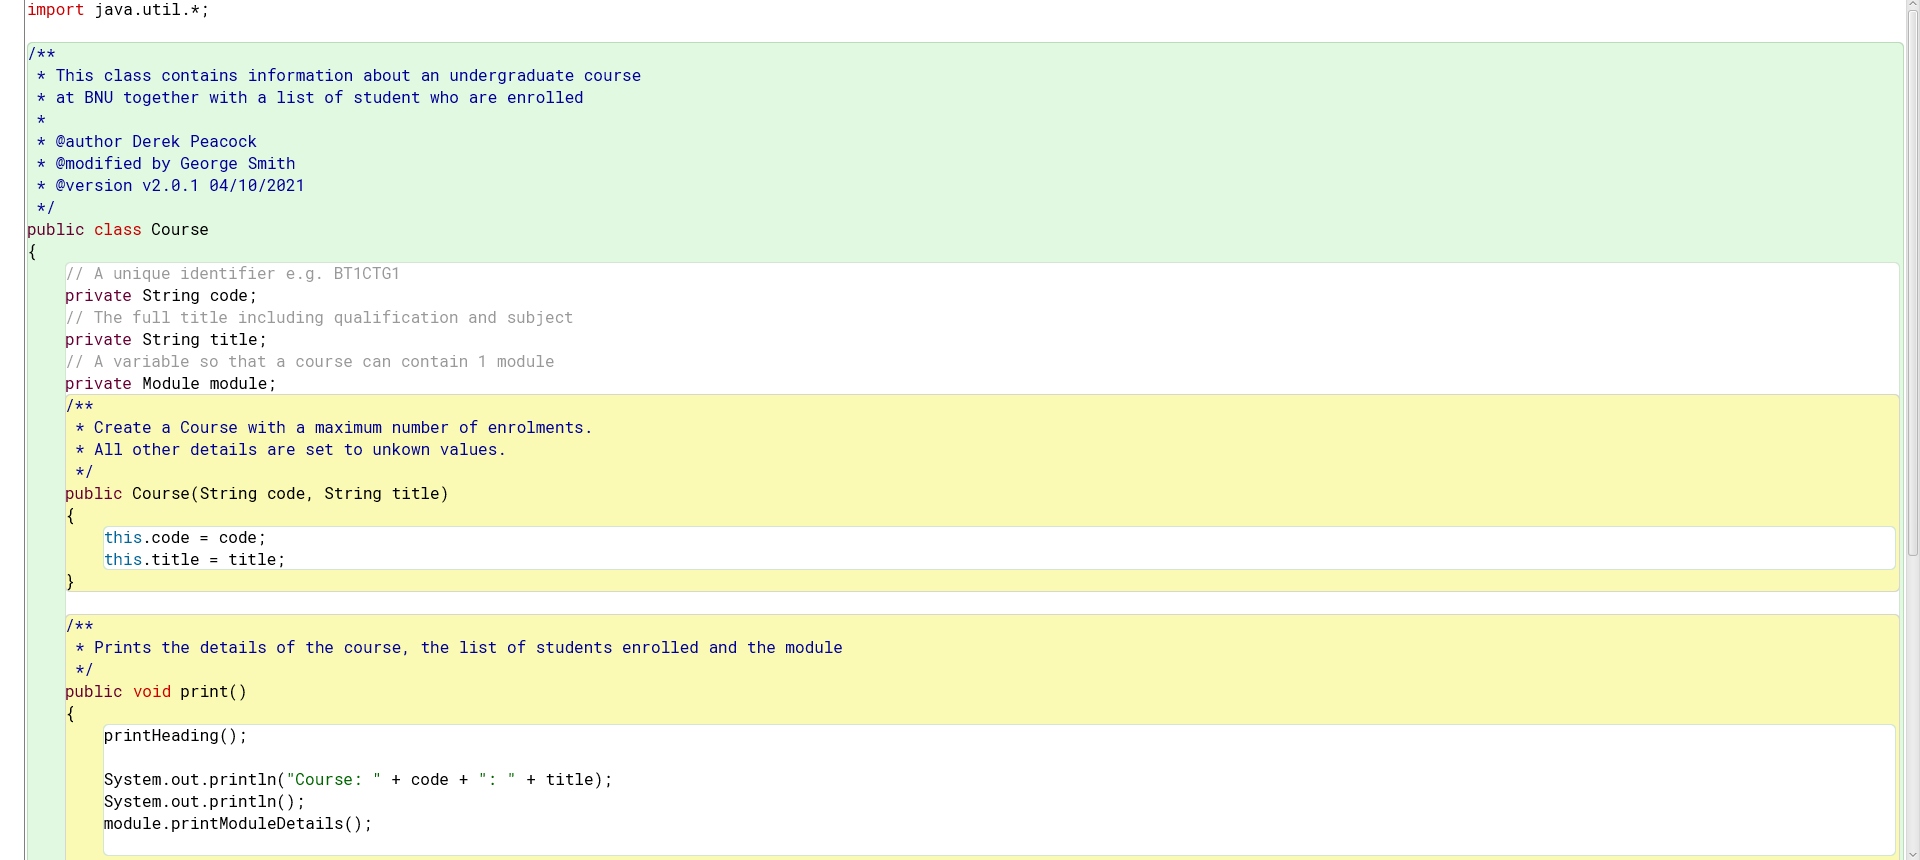 import java.util.*;
/**
 * This class contains information about an undergraduate course
 * at BNU together with a list of student who are enrolled
 *
 * @author Derek Peacock
 * @modified by George Smith
 * @version v2.0.1 04/10/2021
 */
public class Course
{
    // A unique identifier e.g. BT1CTG1
    private String code;
    // The full title including qualification and subject
    private String title;
    // A variable so that a course can contain 1 module
    private Module module;
    /**
     * Create a Course with a maximum number of enrolments.
     * All other details are set to unkown values.
     */
    public Course(String code, String title)
    {
        this.code = code;
        this.title = title;
    }
    /**
     * Prints the details of the course, the list of students enrolled and the module
     */
    public void print()
    {
        printHeading();
        System.out.println("Course: " + code + ": " + title);
        System.out.println();
        module.printModuleDetails();